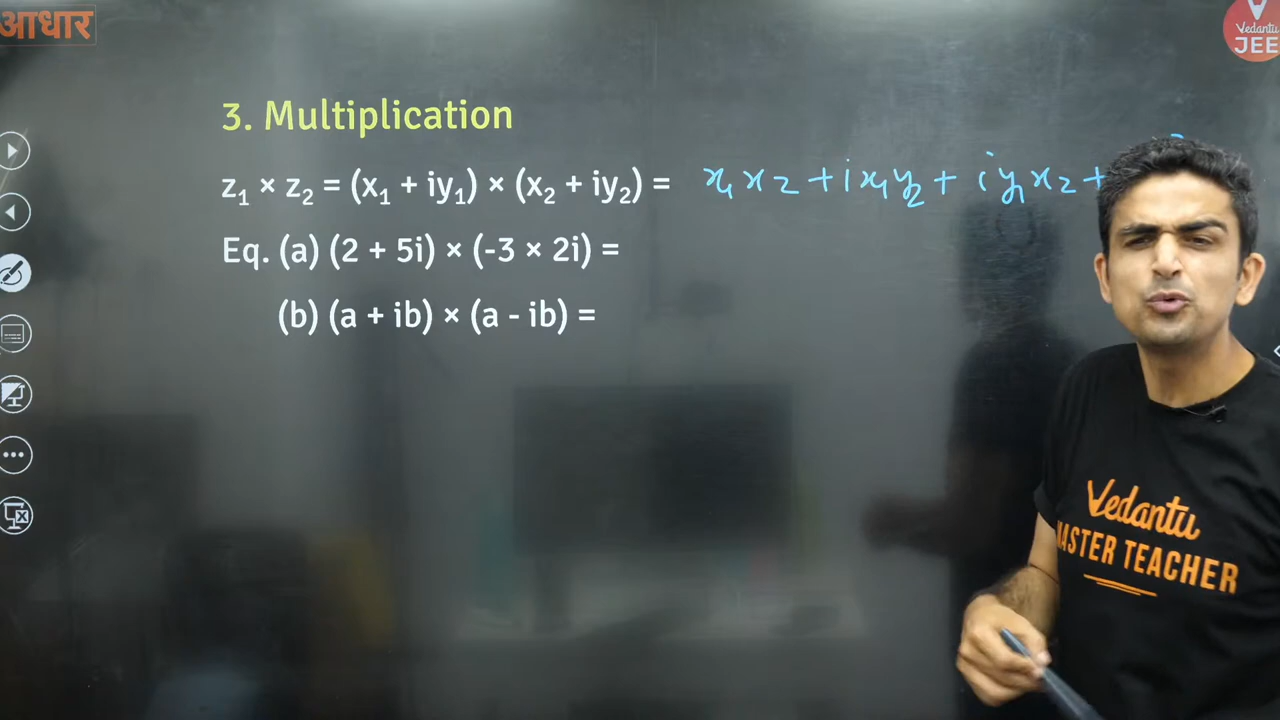 आधार
Vedantu
JEE
3. Multiplication
z₁ × z₂ = (x₁ + iy₁) × (x₂ + iy₂) = x₁x₂ + ix₁y₂ + iy₁x₂ +
Eq. (a) (2 + 5i) × (-3 × 2i) =
(b) (a + ib) × (a - ib) =
Vedantu
MASTER TEACHER